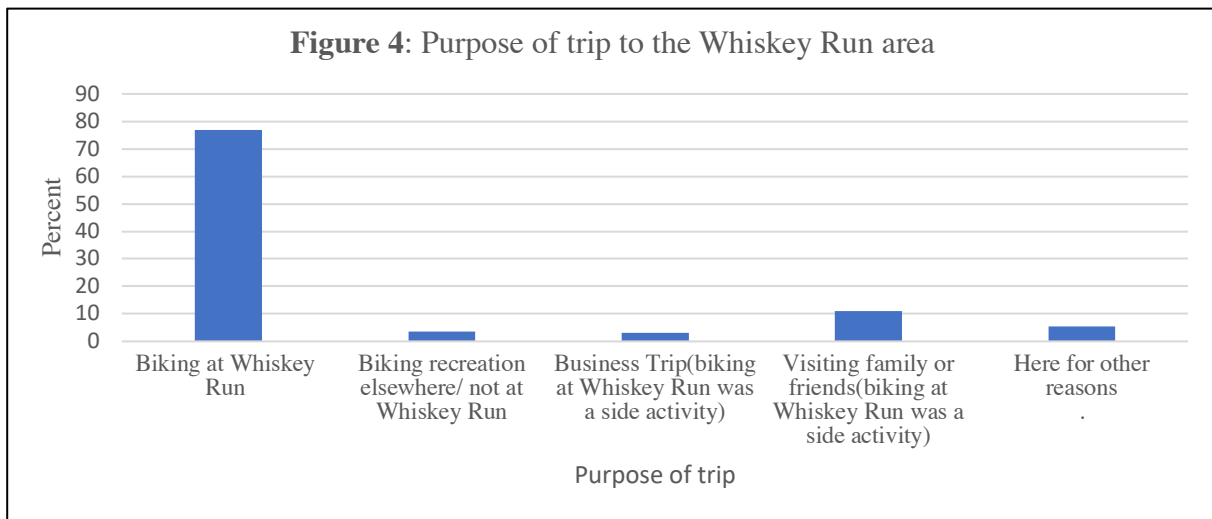 Figure 4: Purpose of trip to the Whiskey Run area
90
80
70
60
50
40
30
20
10
0
Percent
Biking at Whiskey
Run
Biking recreation
elsewhere/ not at
Whiskey Run
Business Trip(biking
at Whiskey Run was
a side activity)
Visiting family or
friends(biking at
Whiskey Run was a
side activity)
Here for other
reasons
.
Purpose of trip